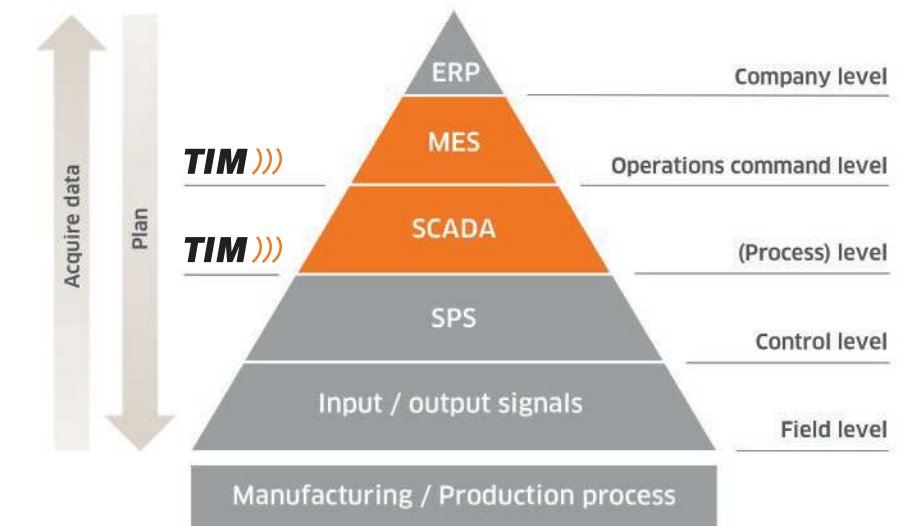 ERP
Company level
MES
TIM
Operations command level
SCADA
TIM
(Process) level
SPS
Control level
Input / output signals
Field level
Manufacturing / Production process
Acquire data
Plan